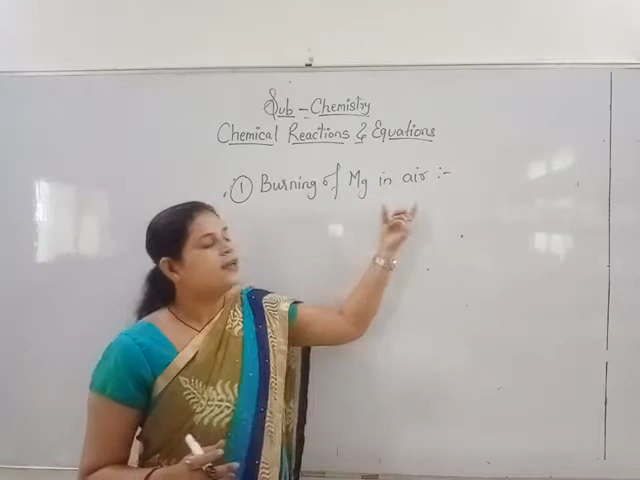 Sub - Chemistry
Chemical Reactions & Equations
① Burning of Mg in air :-